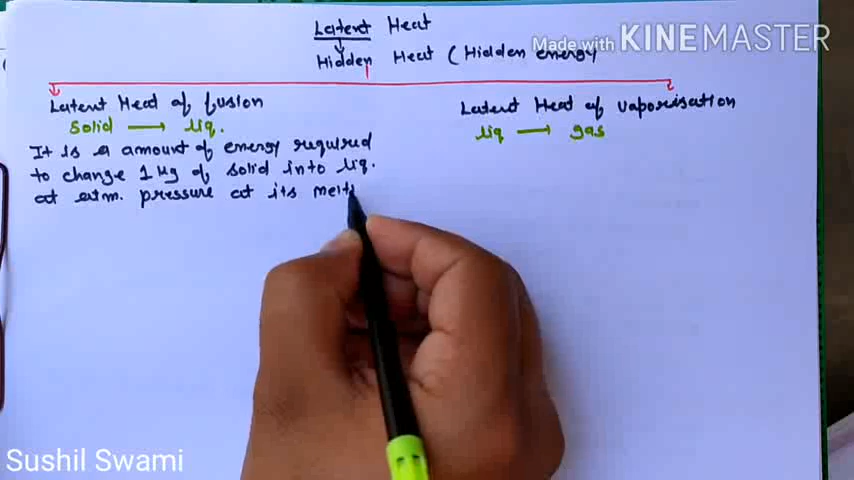 Latent Heat
Hidden Heat (Hidden energy
Made with KINEMASTER
Latent Heat of fusion
Solid → liq.
It is a amount of energy required
to change 1 Kg of solid into liq.
at atm. pressure at its melt
Latent Heat of vaporisation
liq → gas
Sushil Swami